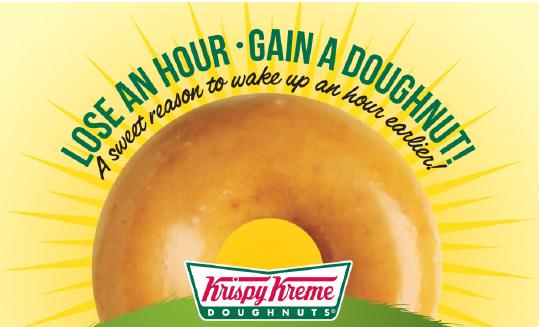 LOSE AN HOUR · GAIN A DOUGHNUT!
A sweet reason to wake up an hour earlier!
Krispy Kreme
DOUGHNUTS®